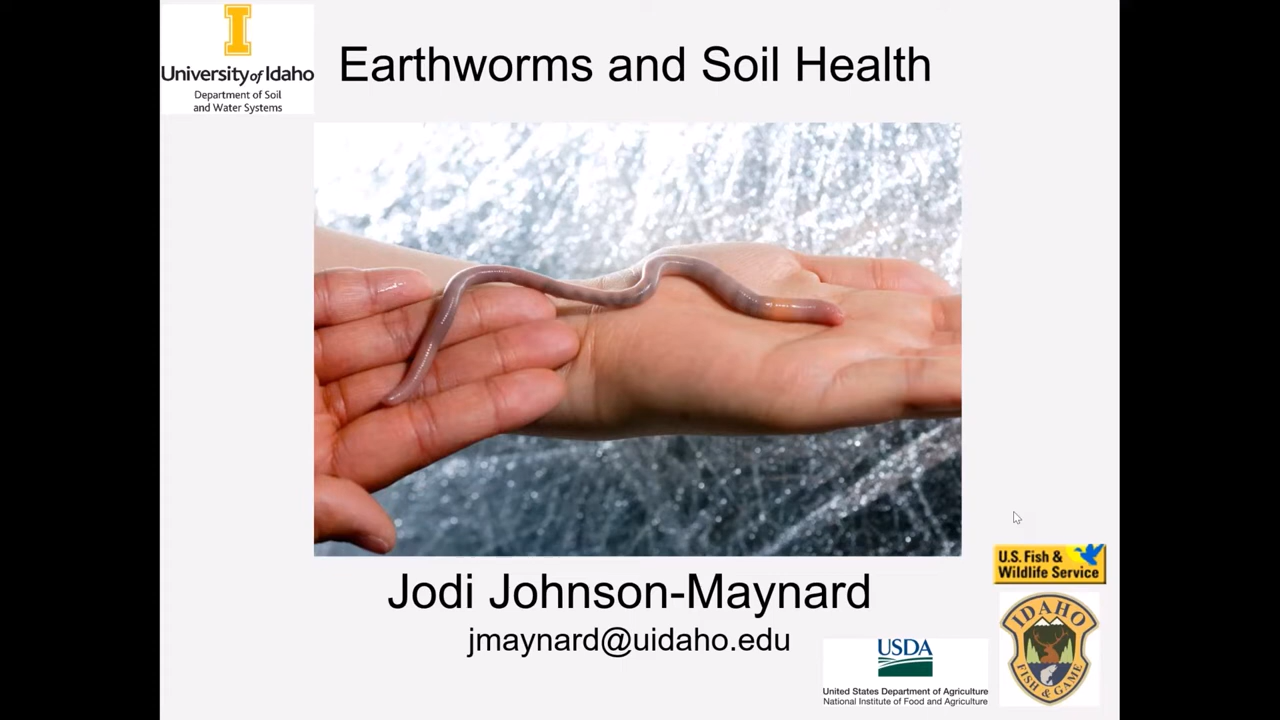 I
University of Idaho
Department of Soil
and Water Systems
Earthworms and Soil Health
Jodi Johnson-Maynard
jmaynard@uidaho.edu
U.S. Fish &
Wildlife Service
USDA
United States Department of Agriculture
National Institute of Food and Agriculture
IDAHO
FISH & GAME